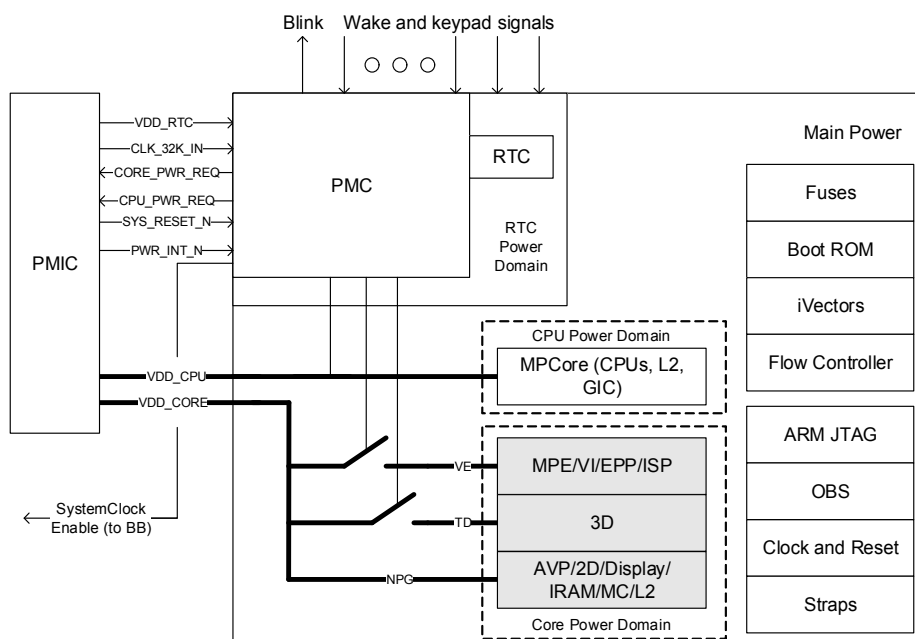 Blink
Wake and keypad signals
Main Power
VDD_RTC
CLK_32K_IN
CORE_PWR_REQ
CPU_PWR_REQ
SYS_RESET_N
PWR_INT_N
PMIC
PMC
RTC
RTC
Power
Domain
Fuses
Boot ROM
iVectors
Flow Controller
CPU Power Domain
MPCore (CPUs, L2,
GIC)
VDD_CPU
VDD_CORE
ARM JTAG
OBS
Clock and Reset
Straps
VE
MPE/VI/EPP/ISP
TD
3D
NPG
AVP/2D/Display/
IRAM/MC/L2
Core Power Domain
SystemClock
Enable (to BB)